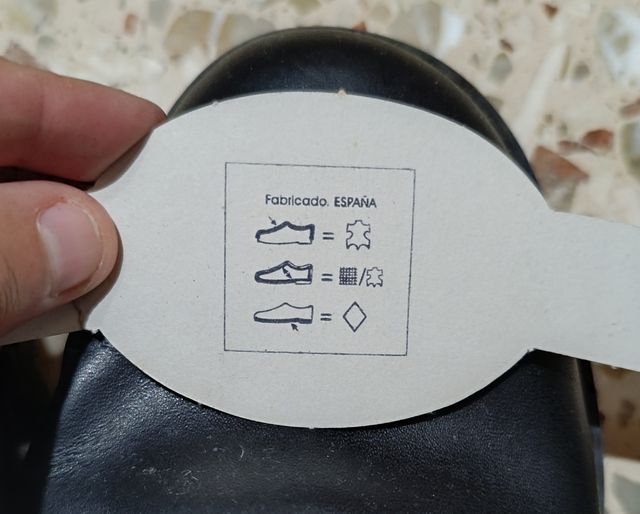 Fabricado. ESPAÑA
=
= /
=